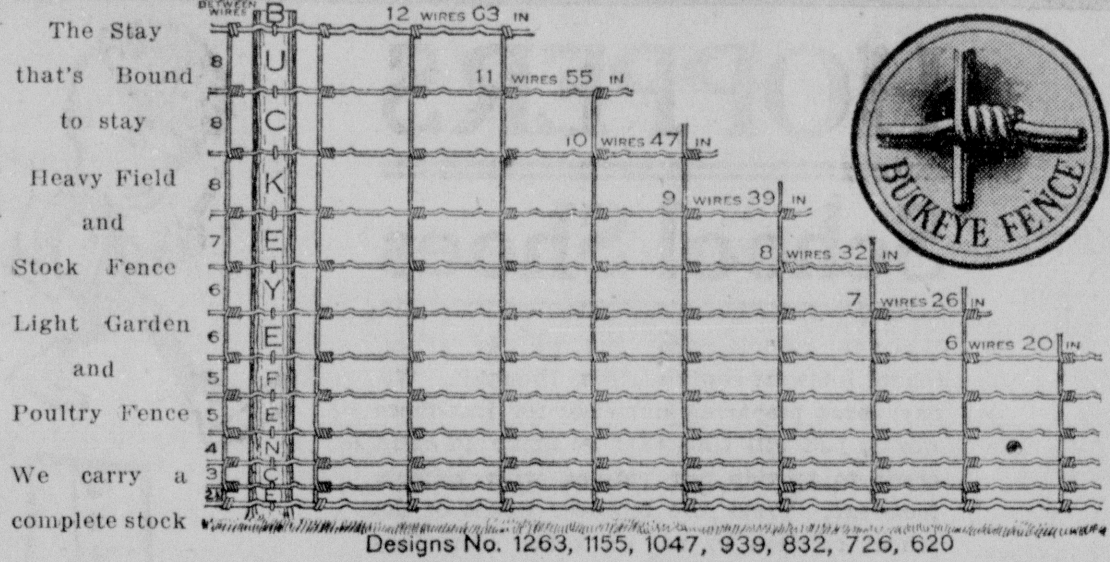 The Stay
that's Bound
to stay
Heavy Field
and
Stock Fence
Light Garden
and
Poultry Fence
We carry a
complete stock
BETWEEN
WIRES
8
8
8
7
6
6
5
5
4
3
2½
BUCKEYE FENCE
12 WIRES 63 IN
11 WIRES 55 IN
10 WIRES 47 IN
9 WIRES 39 IN
8 WIRES 32 IN
7 WIRES 26 IN
6 WIRES 20 IN
BUCKEYE FENCE
Designs No. 1263, 1155, 1047, 939, 832, 726, 620